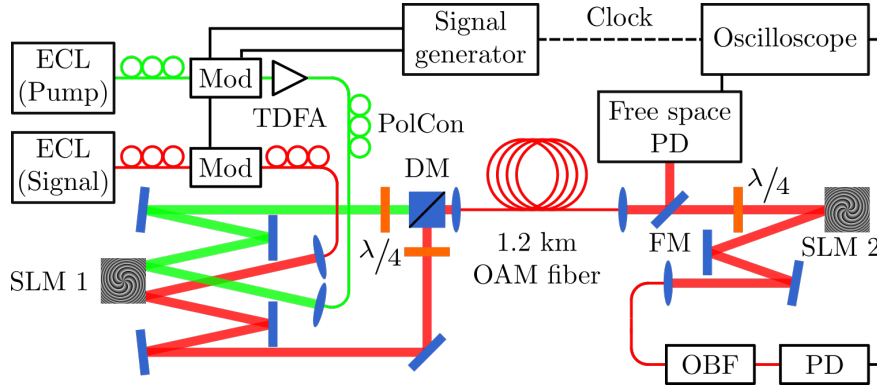 ECL
(Pump)
Mod
TDFA
Signal
generator
Clock
Oscilloscope
ECL
(Signal)
Mod
PolCon
Free space
PD
DM
λ/4
1.2 km
OAM fiber
FM
λ/4
SLM 2
SLM 1
OBF
PD